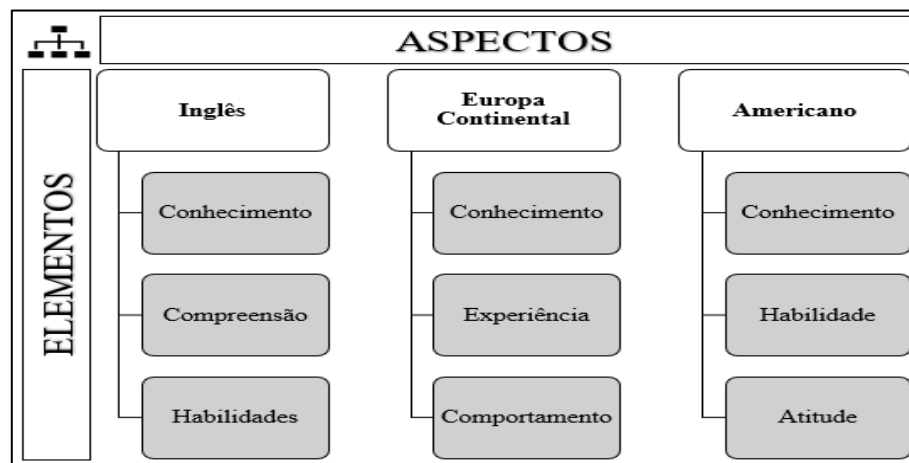 ASPECTOS
ELEMENTOS
Inglês
Europa
Continental
Americano
Conhecimento
Conhecimento
Conhecimento
Compreensão
Experiência
Habilidade
Habilidades
Comportamento
Atitude